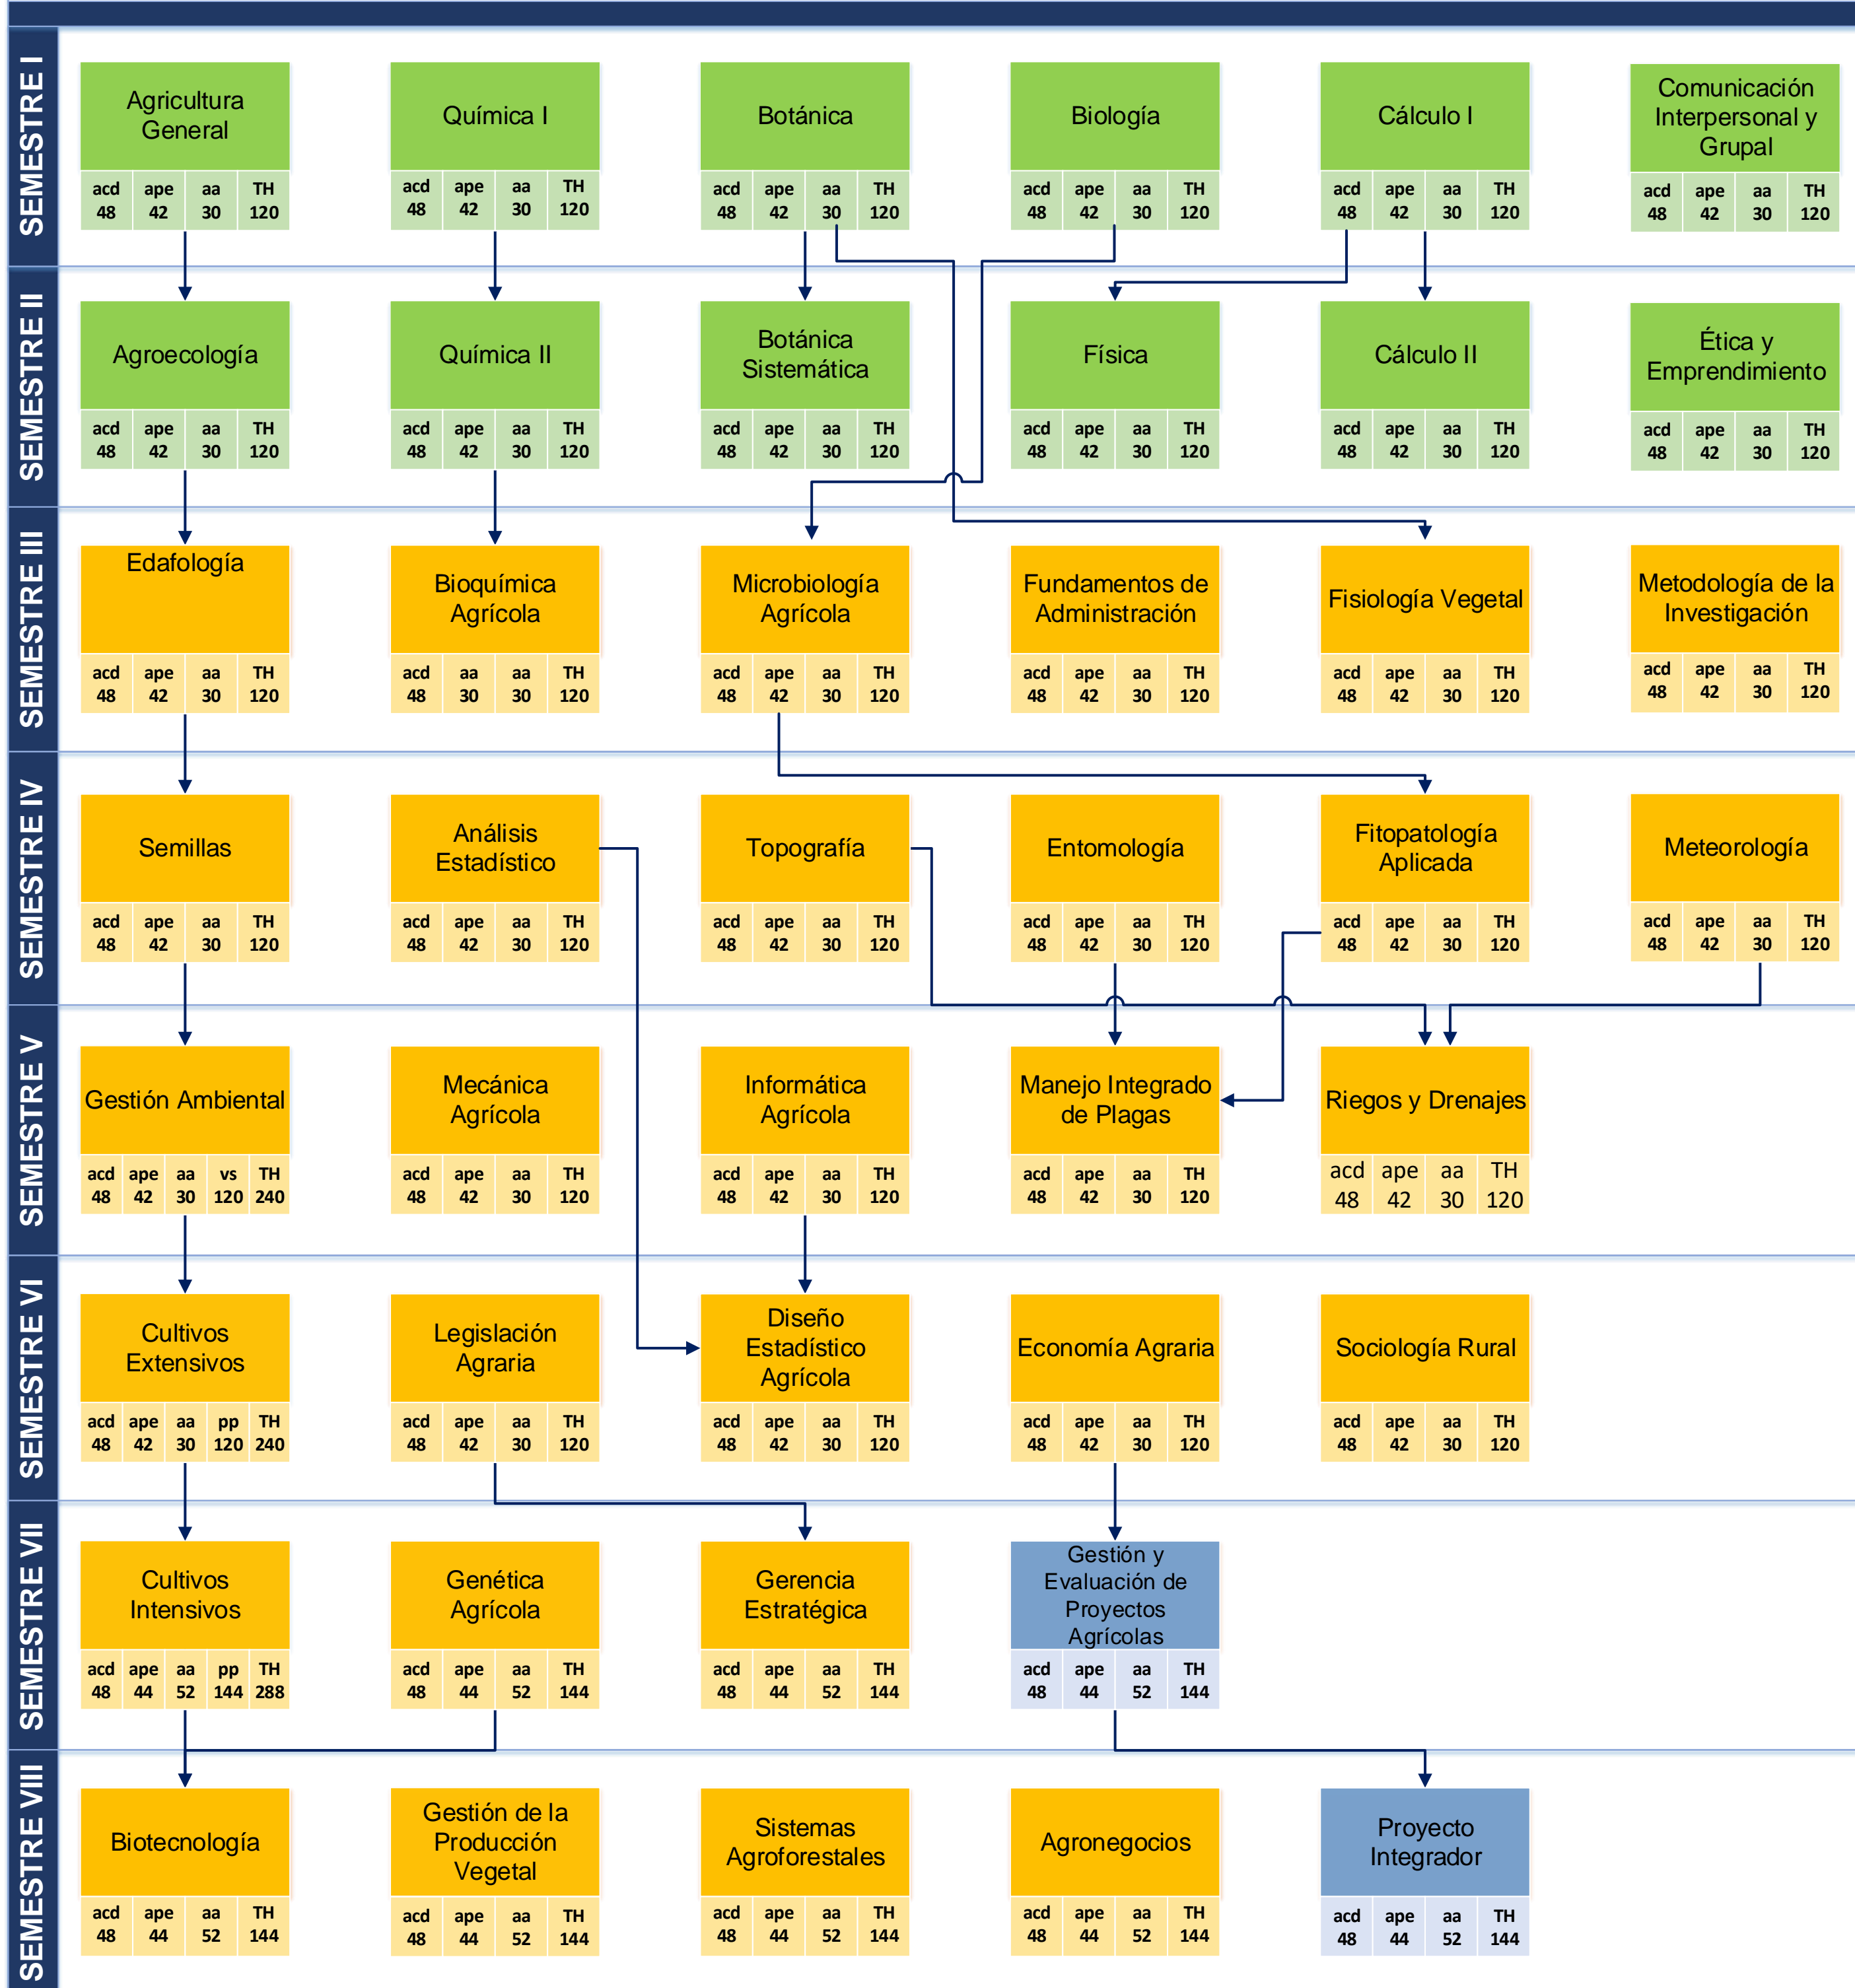 SEMESTRE I
Agricultura
General
acd ape aa TH
48 42 30 120
Química I
acd ape aa TH
48 42 30 120
Botánica
acd ape aa TH
48 42 30 120
Biología
acd ape aa TH
48 42 30 120
Cálculo I
acd ape aa TH
48 42 30 120
Comunicación
Interpersonal y
Grupal
acd ape aa TH
48 42 30 120
SEMESTRE II
Agroecología
acd ape aa TH
48 42 30 120
Química II
acd ape aa TH
48 42 30 120
Botánica
Sistemática
acd ape aa TH
48 42 30 120
Física
acd ape aa TH
48 42 30 120
Cálculo II
acd ape aa TH
48 42 30 120
Ética y
Emprendimiento
acd ape aa TH
48 42 30 120
SEMESTRE III
Edafología
acd ape aa TH
48 42 30 120
Bioquímica
Agrícola
acd aa aa TH
48 30 30 120
Microbiología
Agrícola
acd ape aa TH
48 42 30 120
Fundamentos de
Administración
acd ape aa TH
48 42 30 120
Fisiología Vegetal
acd ape aa TH
48 42 30 120
Metodología de la
Investigación
acd ape aa TH
48 42 30 120
SEMESTRE IV
Semillas
acd ape aa TH
48 42 30 120
Análisis
Estadístico
acd ape aa TH
48 42 30 120
Topografía
acd ape aa TH
48 42 30 120
Entomología
acd ape aa TH
48 42 30 120
Fitopatología
Aplicada
acd ape aa TH
48 42 30 120
Meteorología
acd ape aa TH
48 42 30 120
SEMESTRE V
Gestión Ambiental
acd ape aa vs TH
48 42 30 120 240
Mecánica
Agrícola
acd ape aa TH
48 42 30 120
Informática
Agrícola
acd ape aa TH
48 42 30 120
Manejo Integrado
de Plagas
acd ape aa TH
48 42 30 120
Riegos y Drenajes
acd ape aa TH
48 42 30 120
SEMESTRE VI
Cultivos
Extensivos
acd ape aa pp TH
48 42 30 120 240
Legislación
Agraria
acd ape aa TH
48 42 30 120
Diseño
Estadístico
Agrícola
acd ape aa TH
48 42 30 120
Economía Agraria
acd ape aa TH
48 42 30 120
Sociología Rural
acd ape aa TH
48 42 30 120
SEMESTRE VII
Cultivos
Intensivos
acd ape aa pp TH
48 44 52 144 288
Genética
Agrícola
acd ape aa TH
48 44 52 144
Gerencia
Estratégica
acd ape aa TH
48 44 52 144
Gestión y
Evaluación de
Proyectos
Agrícolas
acd ape aa TH
48 44 52 144
SEMESTRE VIII
Biotecnología
acd ape aa TH
48 44 52 144
Gestión de la
Producción
Vegetal
acd ape aa TH
48 44 52 144
Sistemas
Agroforestales
acd ape aa TH
48 44 52 144
Agronegocios
acd ape aa TH
48 44 52 144
Proyecto
Integrador
acd ape aa TH
48 44 52 144